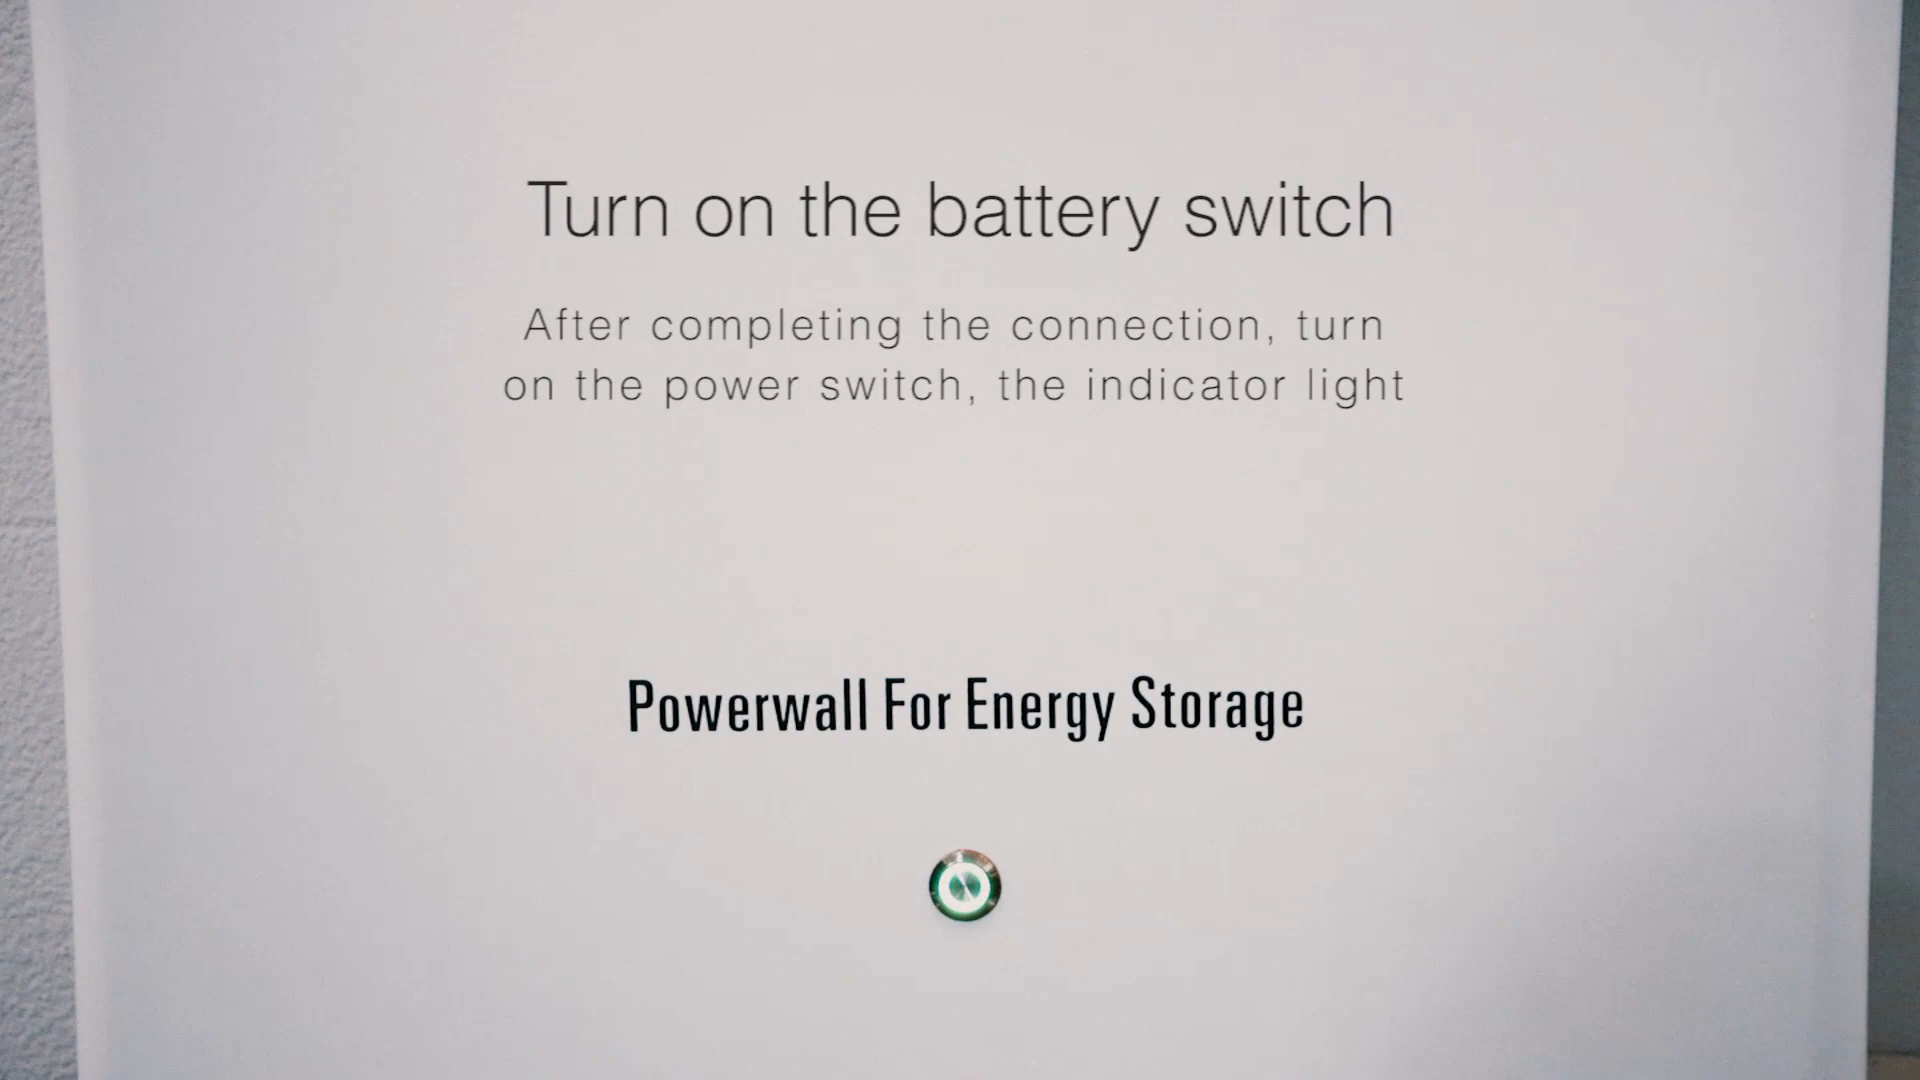 Turn on the battery switch
After completing the connection, turn
on the power switch, the indicator light
Powerwall For Energy Storage